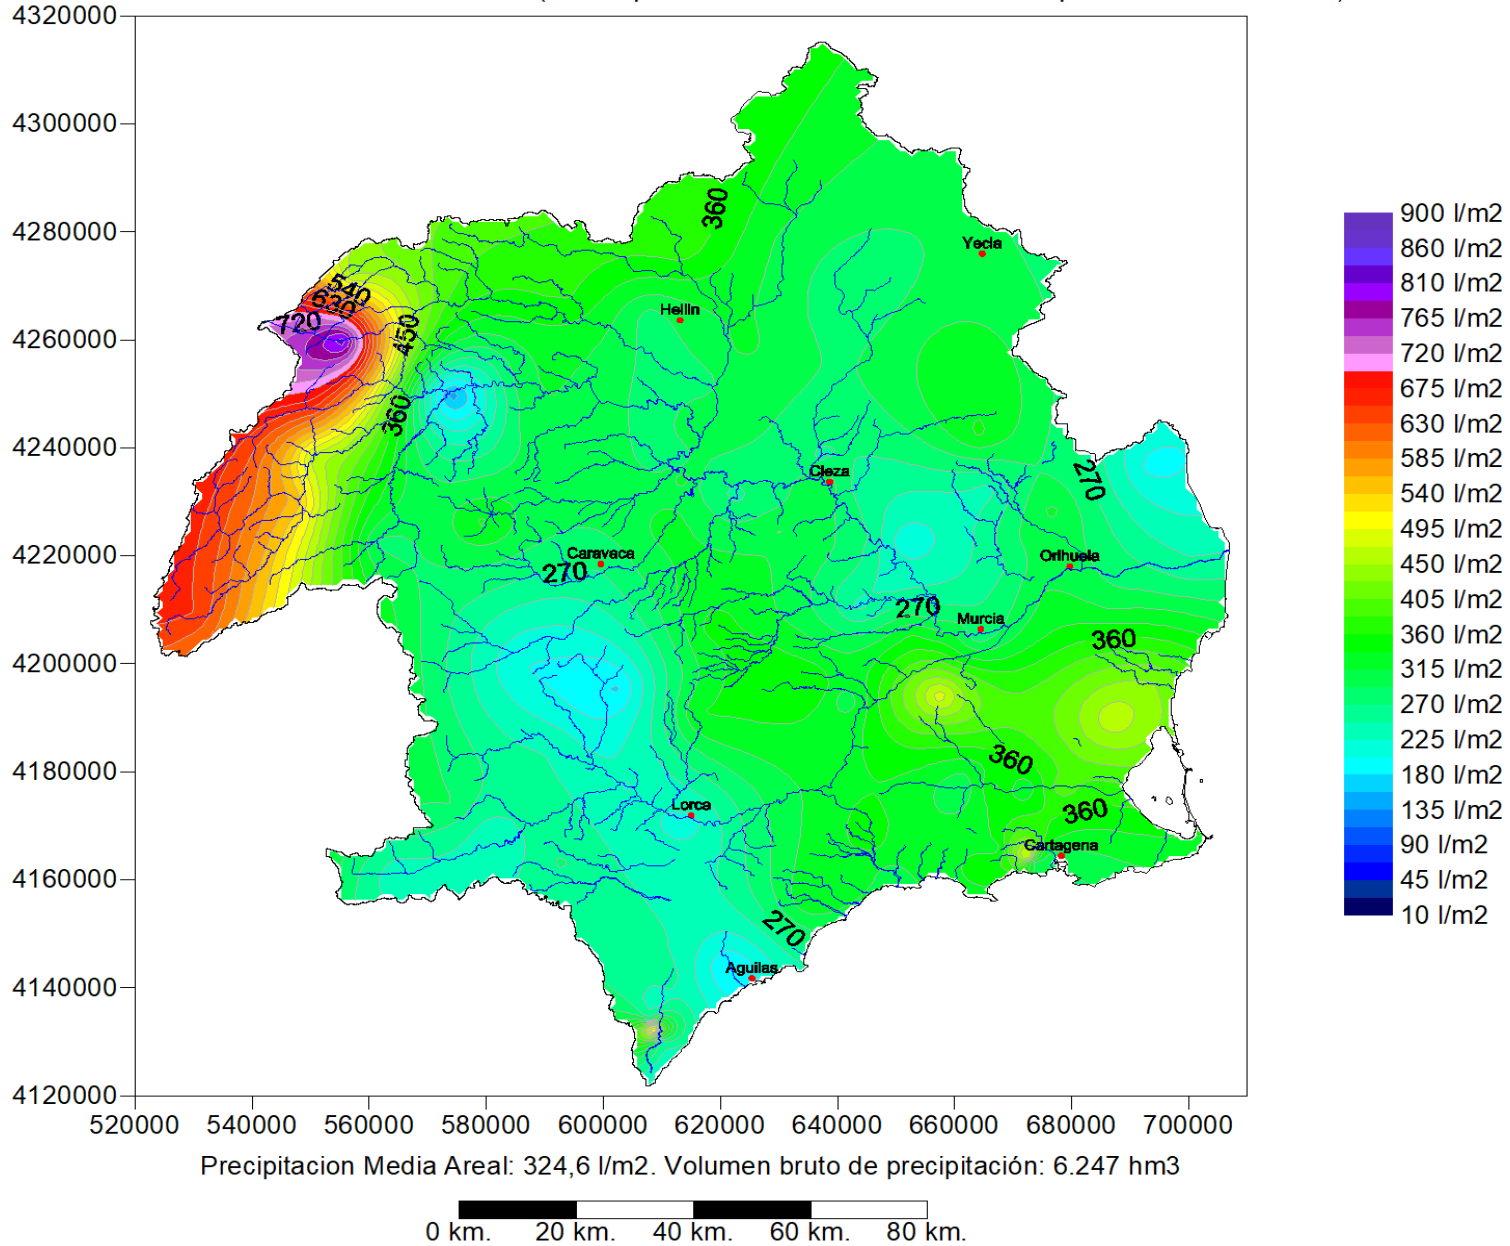 4320000
4300000
4280000
4260000
4240000
4220000
4200000
4180000
4160000
4140000
4120000
520000 540000 560000 580000 600000 620000 640000 660000 680000 700000
360
Yecla
540
630
720
450
Hellin
360
Cieza
270
Caravaca
270
Orihuela
270
Murcia
360
360
Lorca
360
Cartagena
270
Aguilas
900 l/m2
860 l/m2
810 l/m2
765 l/m2
720 l/m2
675 l/m2
630 l/m2
585 l/m2
540 l/m2
495 l/m2
450 l/m2
405 l/m2
360 l/m2
315 l/m2
270 l/m2
225 l/m2
180 l/m2
135 l/m2
90 l/m2
45 l/m2
10 l/m2
Precipitacion Media Areal: 324,6 l/m2. Volumen bruto de precipitación: 6.247 hm3
0 km. 20 km. 40 km. 60 km. 80 km.